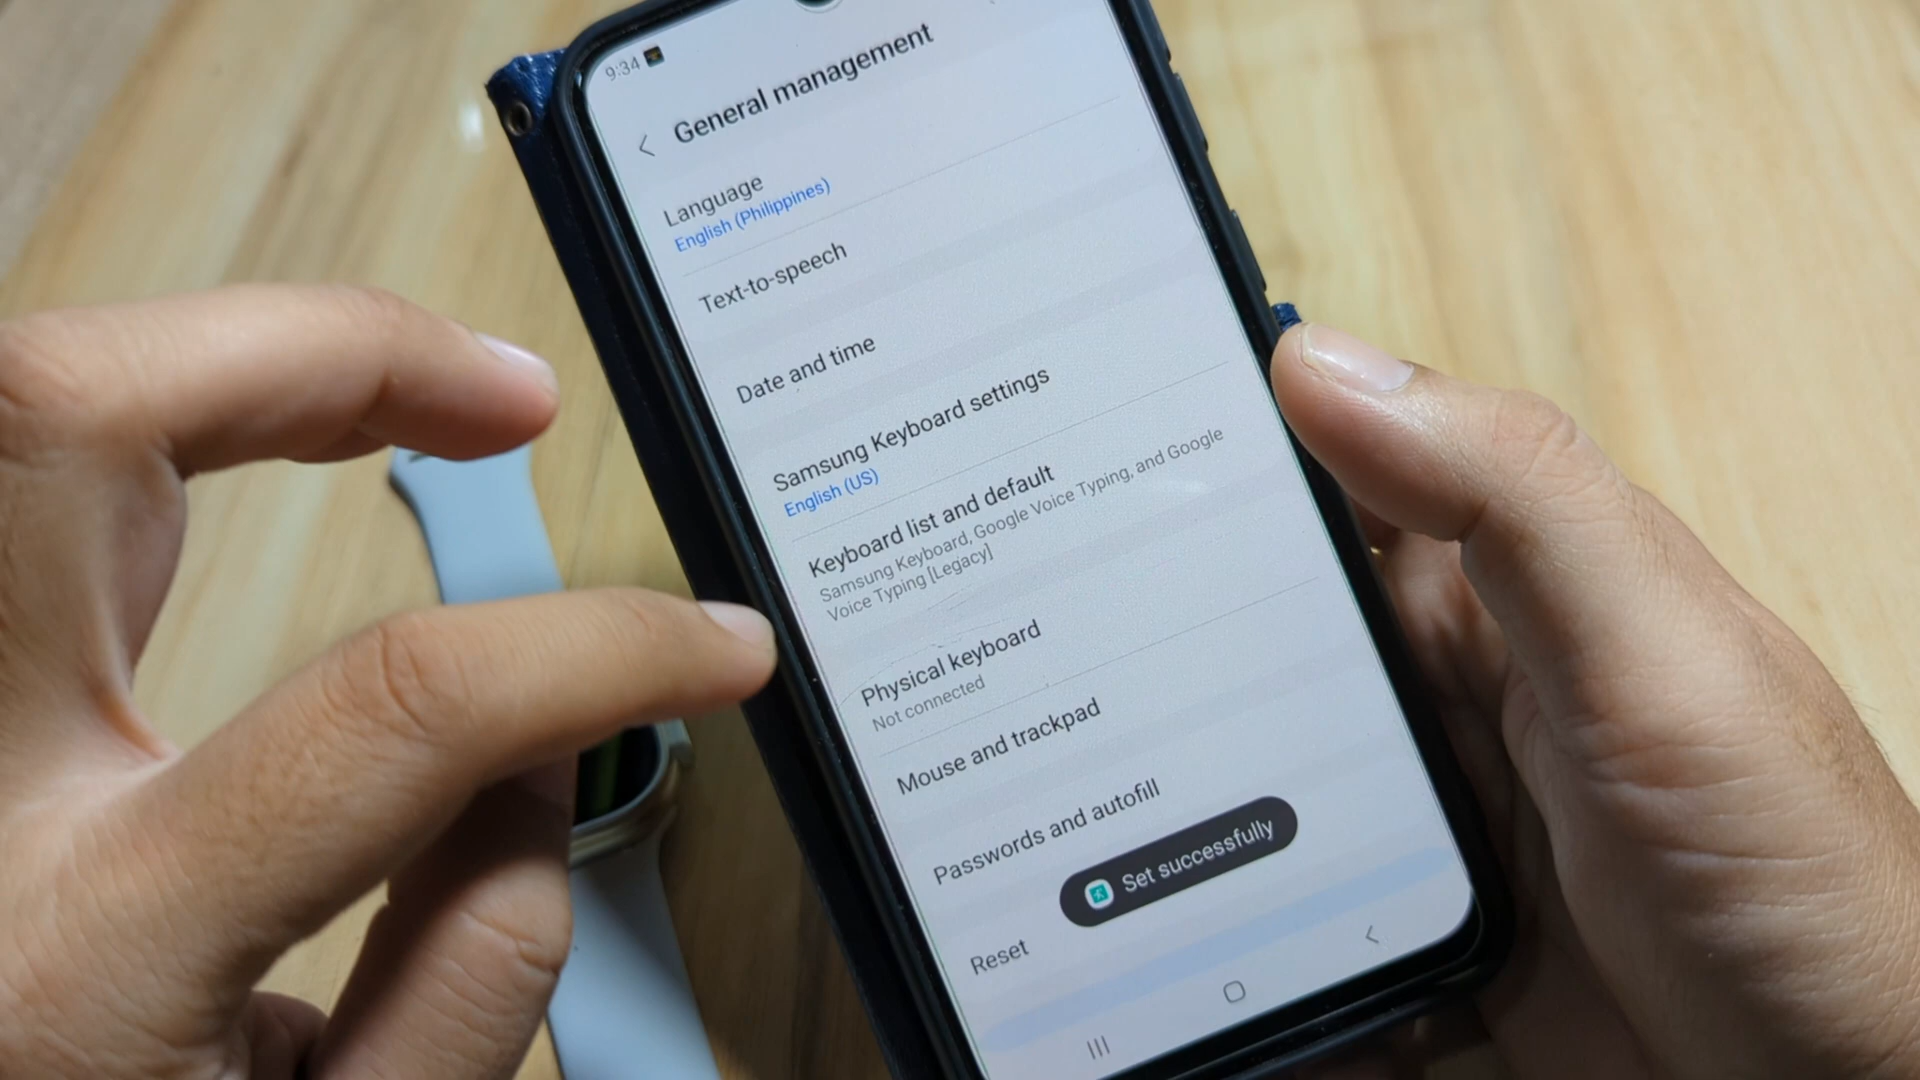 9:34
General management
Language
English (Philippines)
Text-to-speech
Date and time
Samsung Keyboard settings
English (US)
Keyboard list and default
Samsung Keyboard, Google Voice Typing, and Google
Voice Typing [Legacy]
Physical keyboard
Not connected
Mouse and trackpad
Passwords and autofill
Set successfully
Reset